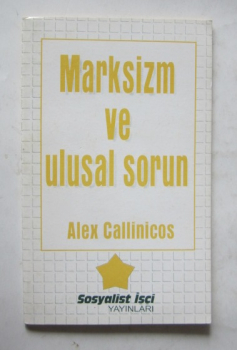 Marksizm
ve
ulusal sorun
Alex Callinicos
Sosyalist İşçi
YAYINLARI